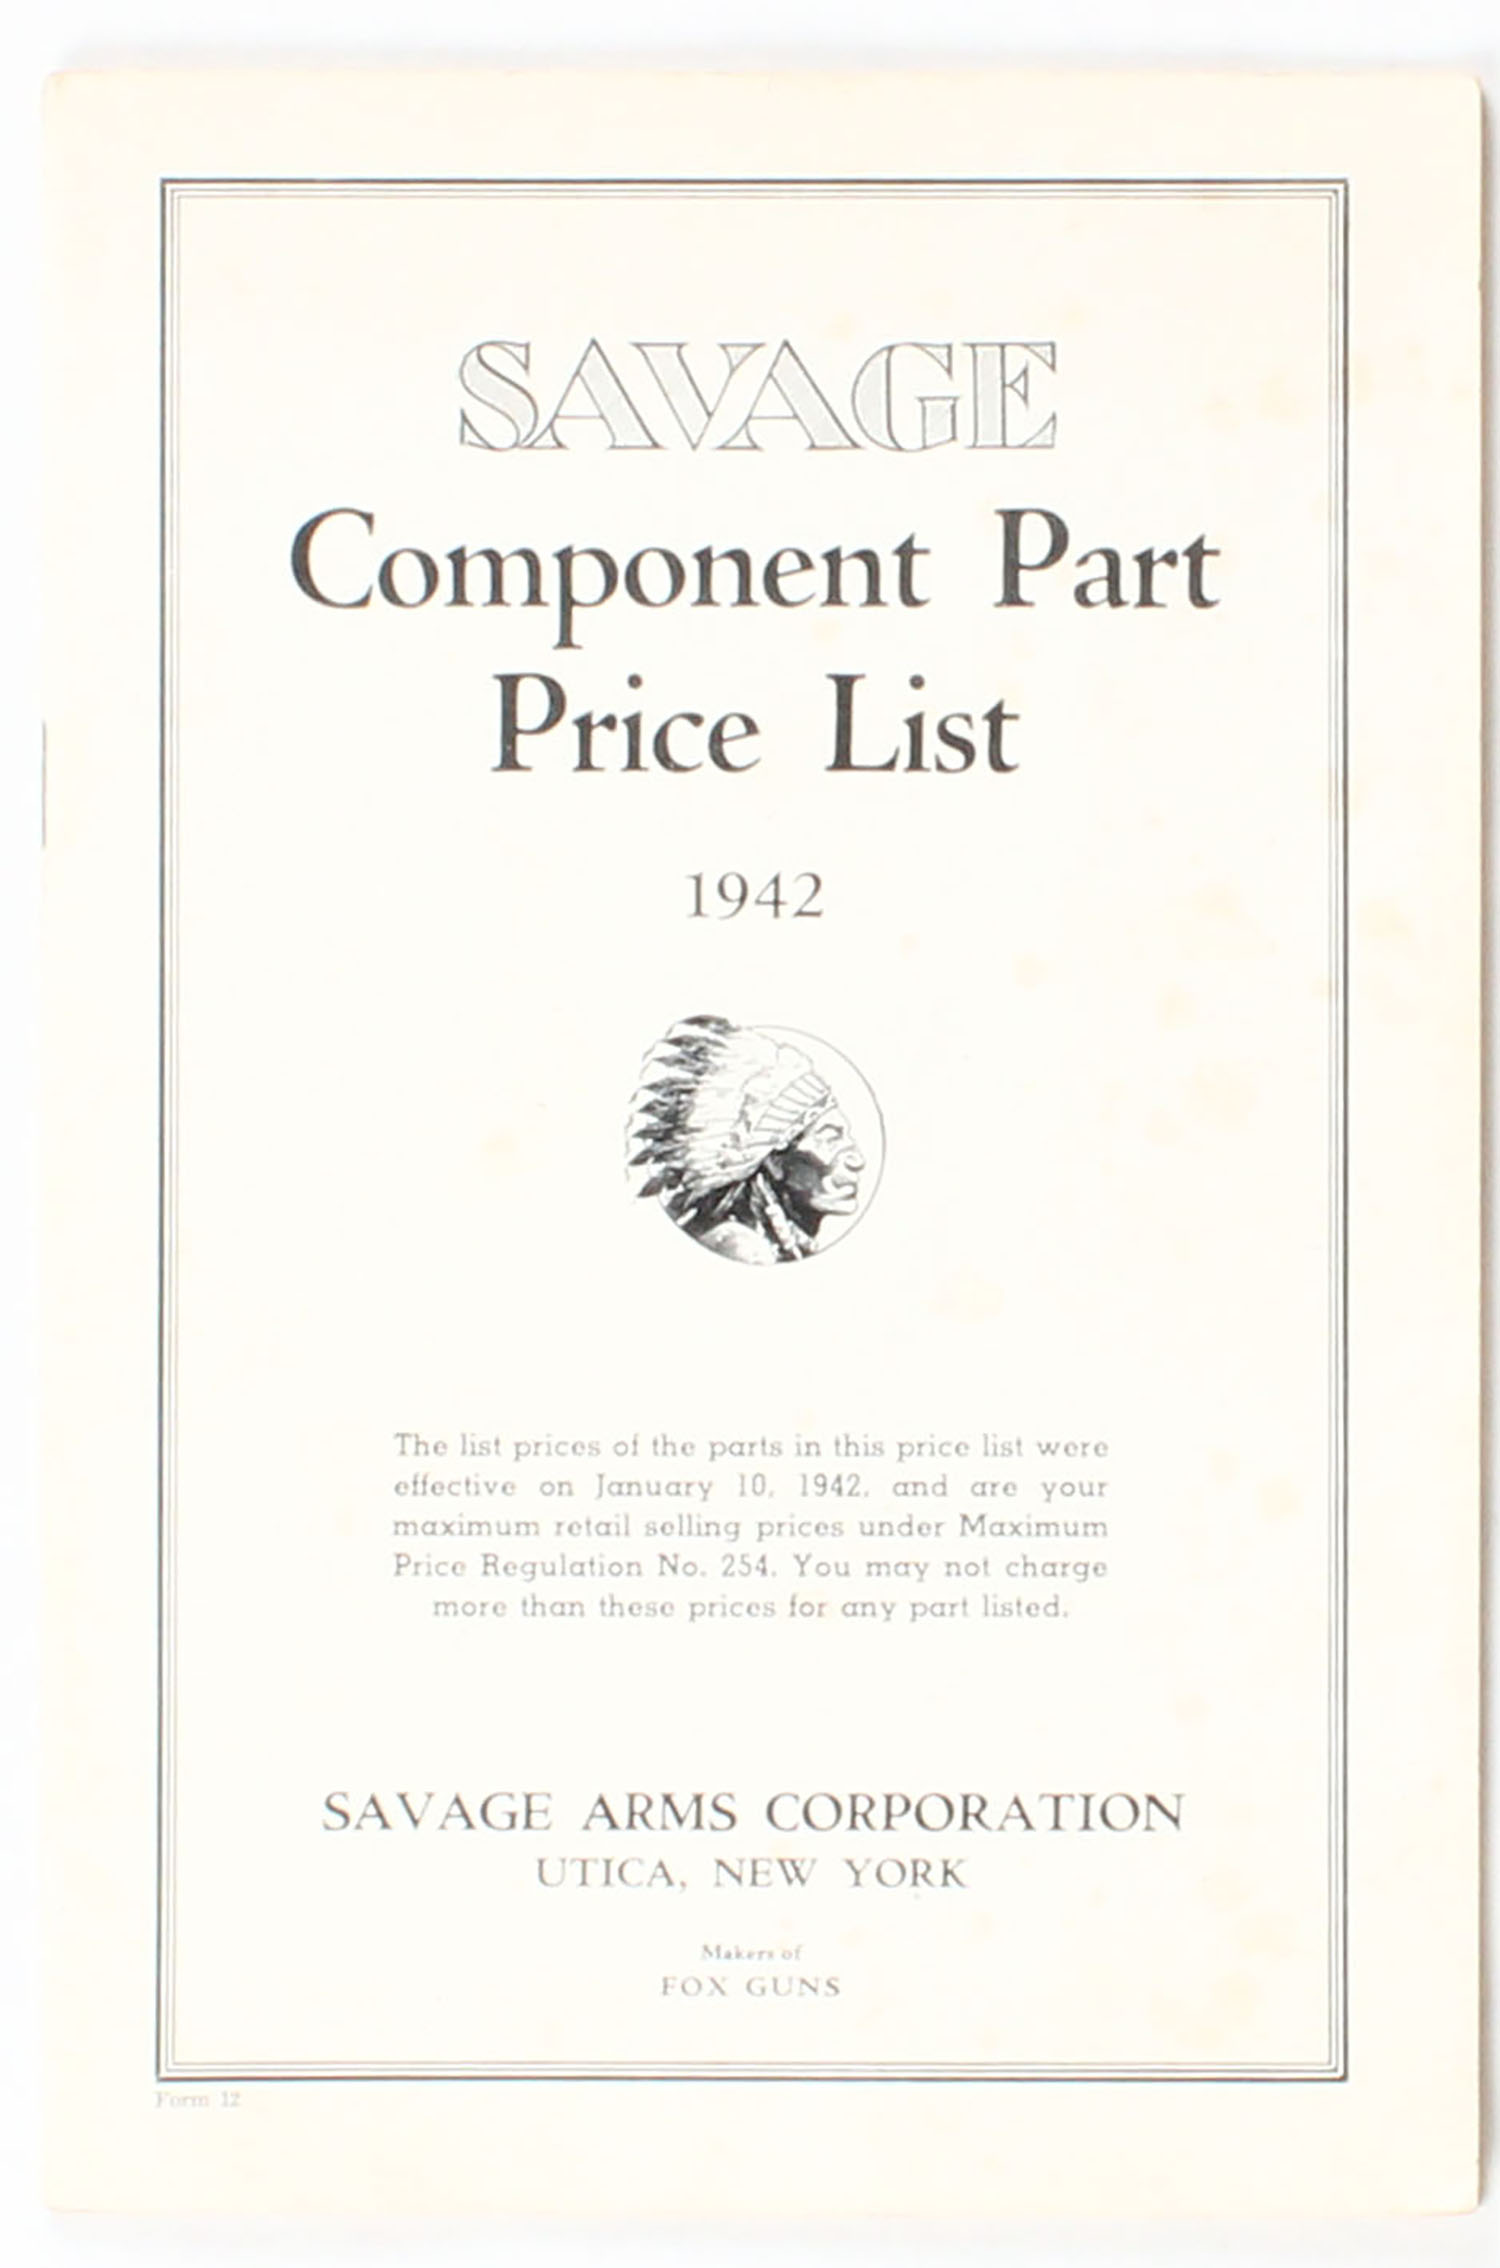 SAVAGE
Component Part
Price List
1942
The list prices of the parts in this price list were
effective on January 10, 1942, and are your
maximum retail selling prices under Maximum
Price Regulation No. 254. You may not charge
more than these prices for any part listed.
SAVAGE ARMS CORPORATION
UTICA, NEW YORK
Makers of
FOX GUNS
Form 12